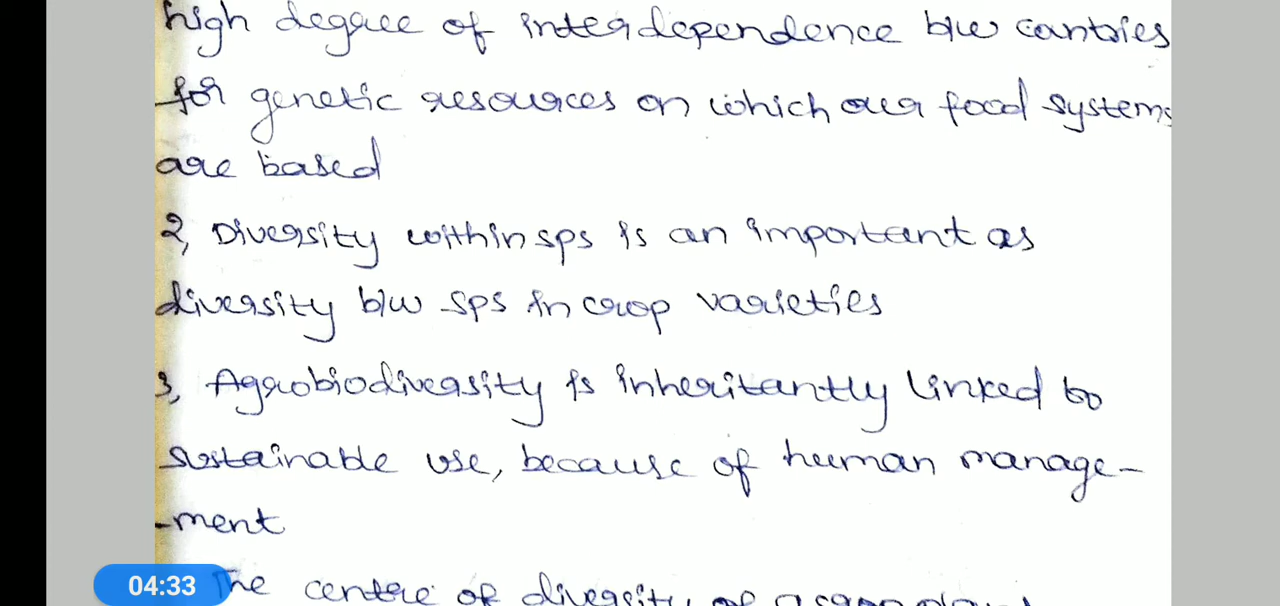 high degree of interdependence b/w cantries
for genetic resources on which our food systems
are based
2, Diversity within sps is an important as
diversity b/w sps in crop varieties
3, Agrobiodiversity is inheritantly linked to
sustainable use, because of human manage-
-ment
04:33
The centre of diversity of